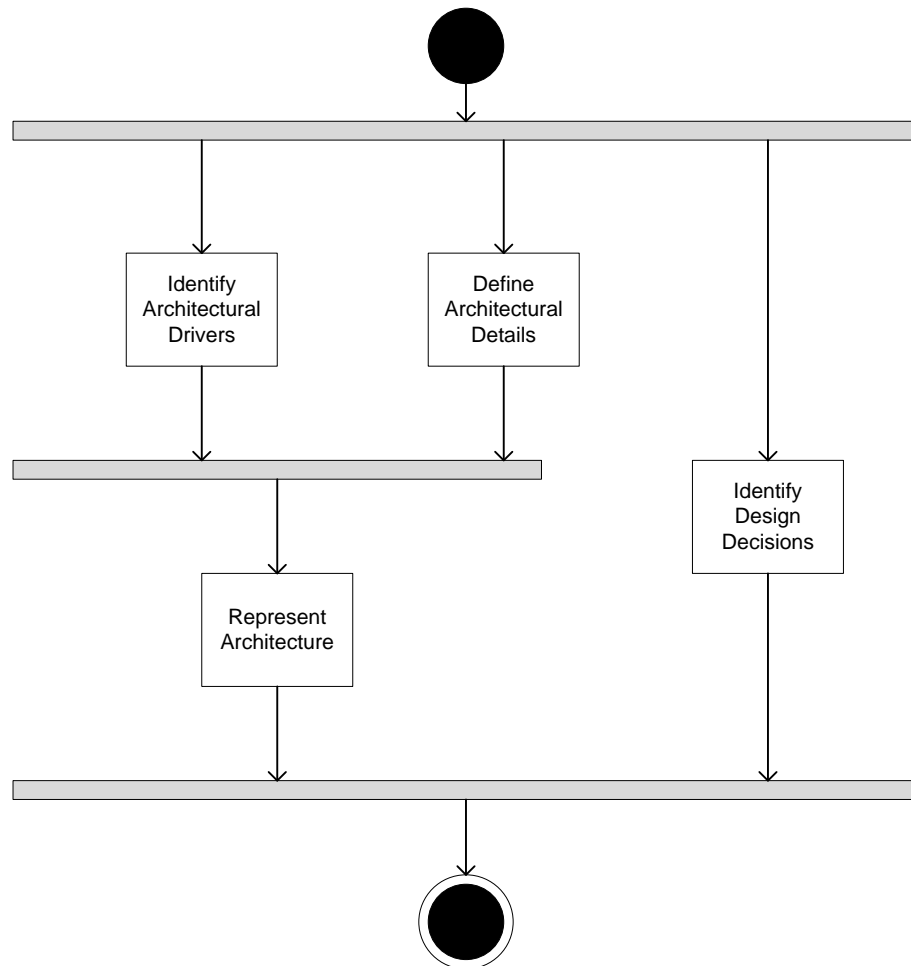 Identify
Architectural
Drivers
Define
Architectural
Details
Identify
Design
Decisions
Represent
Architecture